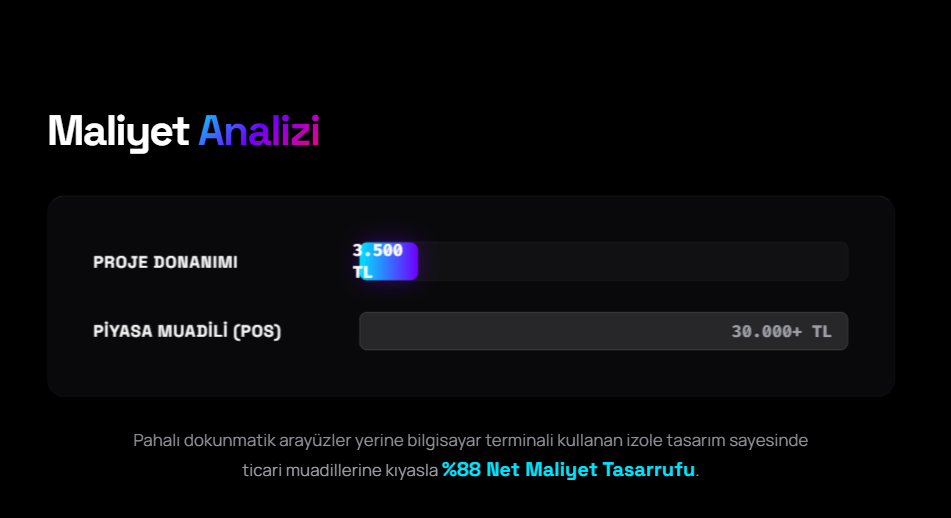 Maliyet Analizi
PROJE DONANIMI
3.500
TL
PİYASA MUADİLİ (POS)
30.000+ TL
Pahalı dokunmatik arayüzler yerine bilgisayar terminali kullanan izole tasarım sayesinde
ticari muadillerine kıyasla %88 Net Maliyet Tasarrufu.